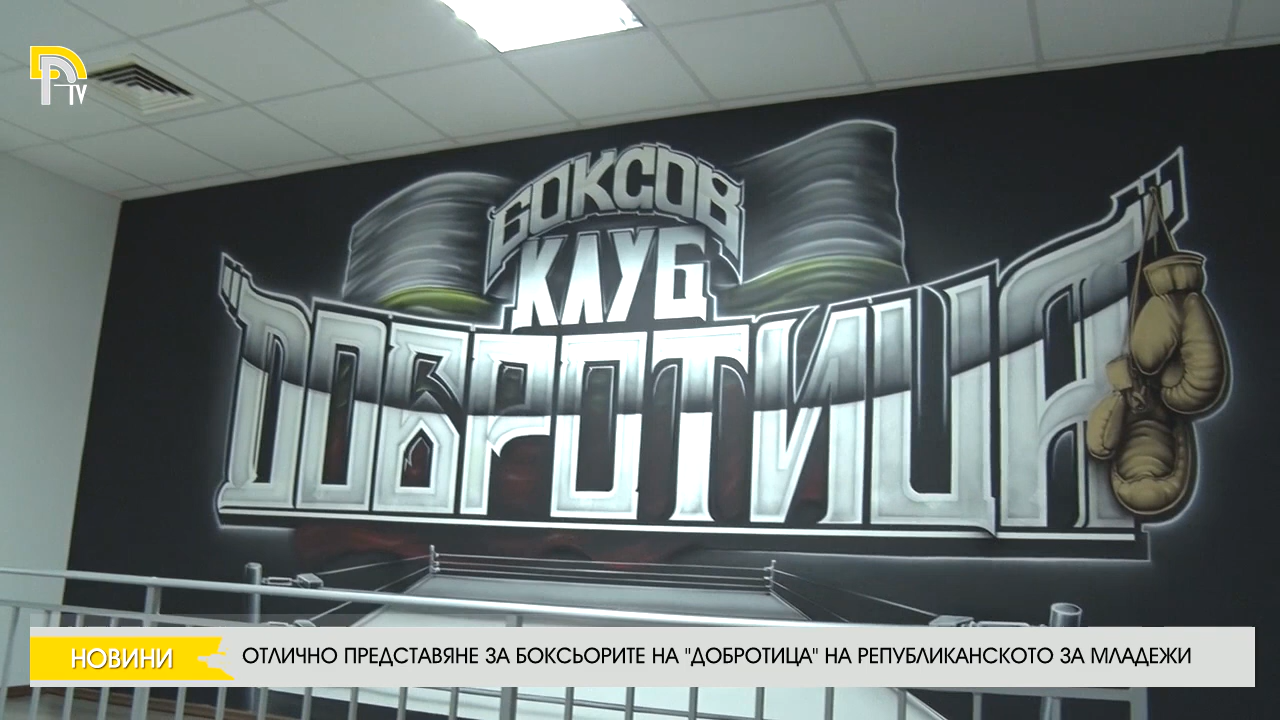 TV
БОКСОВ
КЛУБ
"ДОБРОТИЦА"
НОВИНИ
ОТЛИЧНО ПРЕДСТАВЯНЕ ЗА БОКСЬОРИТЕ НА "ДОБРОТИЦА" НА РЕПУБЛИКАНСКОТО ЗА МЛАДЕЖИ